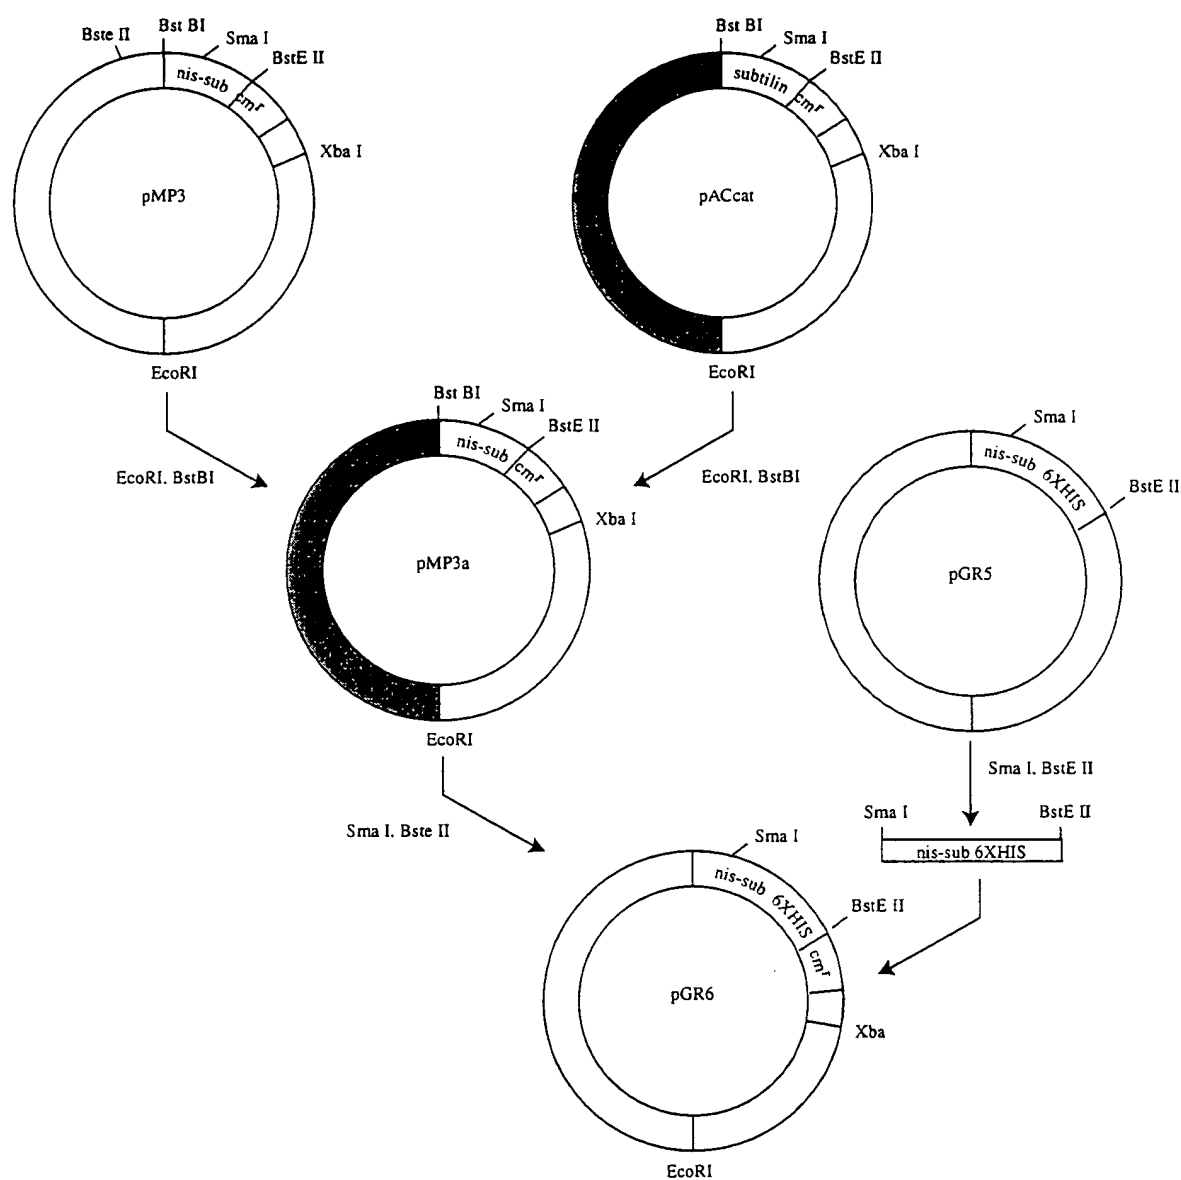 Bste II
Bst BI
Sma I
BstE II
nis-sub
cmʳ
Xba I
pMP3
EcoRI
Bst BI
Sma I
BstE II
subtilin
cmʳ
Xba I
pACcat
EcoRI
EcoRI, BstBI
EcoRI, BstBI
Bst BI
Sma I
BstE II
nis-sub
cmʳ
Xba I
pMP3a
EcoRI
Sma I
nis-sub 6XHIS
BstE II
pGR5
Sma I, BstE II
Sma I
BstE II
nis-sub 6XHIS
Sma I, Bste II
Sma I
nis-sub 6XHIS
BstE II
cmʳ
pGR6
Xba
EcoRI